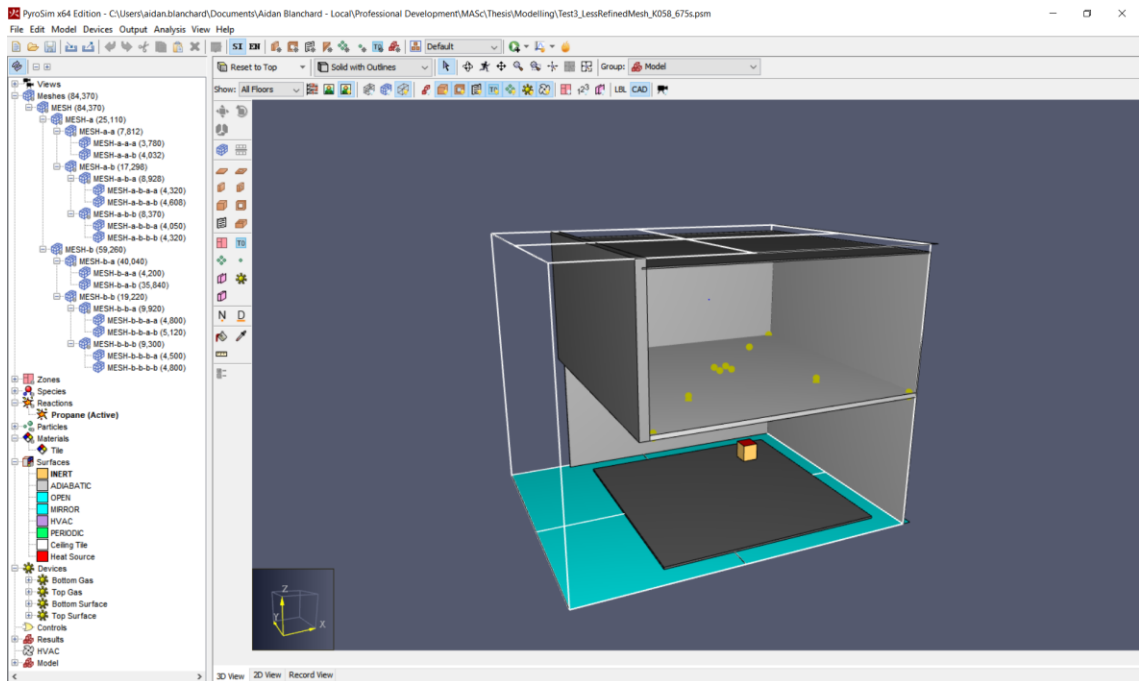 PyroSim x64 Edition - C:\Users\aidan.blanchard\Documents\Aidan Blanchard - Local\Professional Development\MASc\Thesis\Modelling\Test3_LessRefinedMesh_K058_675s.psm
File Edit Model Devices Output Analysis View Help
SI EN Default
Reset to Top Solid with Outlines Group: Model
Show: All Floors LBL CAD
Views
Meshes (84,370)
MESH (84,370)
MESH-a (25,110)
MESH-a-a (7,812)
MESH-a-a-a (3,780)
MESH-a-a-b (4,032)
MESH-a-b (17,298)
MESH-a-b-a (8,928)
MESH-a-b-a-a (4,320)
MESH-a-b-a-b (4,608)
MESH-a-b-b (8,370)
MESH-a-b-b-a (4,050)
MESH-a-b-b-b (4,320)
MESH-b (59,260)
MESH-b-a (40,040)
MESH-b-a-a (4,200)
MESH-b-a-b (35,840)
MESH-b-b (19,220)
MESH-b-b-a (9,920)
MESH-b-b-a-a (4,800)
MESH-b-b-a-b (5,120)
MESH-b-b-b (9,300)
MESH-b-b-b-a (4,500)
MESH-b-b-b-b (4,800)
Zones
Species
Reactions
Propane (Active)
Particles
Materials
Tile
Surfaces
INERT
ADIABATIC
OPEN
MIRROR
HVAC
PERIODIC
Ceiling Tile
Heat Source
Devices
Bottom Gas
Top Gas
Bottom Surface
Top Surface
Controls
Results
HVAC
Model
N D
Z
Y
X
3D View 2D View Record View